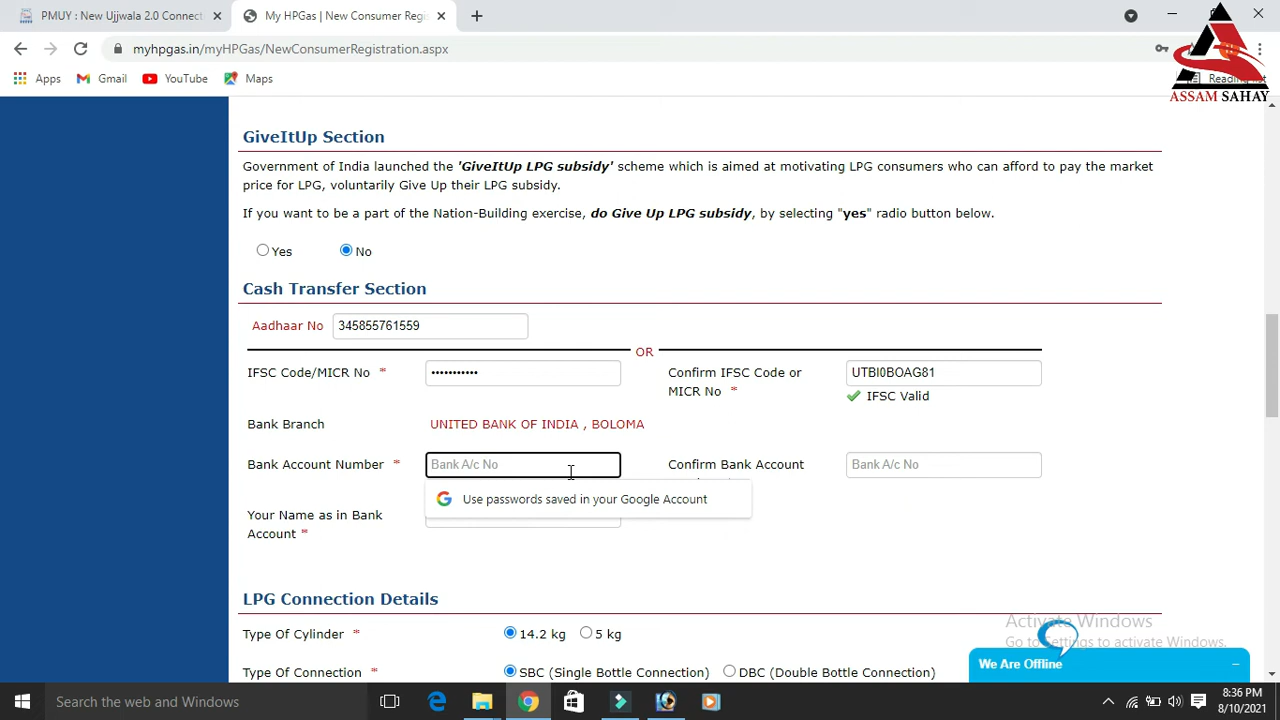 PMUY : New Ujjwala 2.0 Connect
My HPGas | New Consumer Regis
myhpgas.in/myHPGas/NewConsumerRegistration.aspx
Apps
Gmail
YouTube
Maps
Reading list
ASSAM SAHAY
GiveItUp Section
Government of India launched the 'GiveItUp LPG subsidy' scheme which is aimed at motivating LPG consumers who can afford to pay the market
price for LPG, voluntarily Give Up their LPG subsidy.
If you want to be a part of the Nation-Building exercise, do Give Up LPG subsidy, by selecting "yes" radio button below.
Yes
No
Cash Transfer Section
Aadhaar No 345855761559
OR
IFSC Code/MICR No *
•••••••••••
Confirm IFSC Code or
MICR No *
UTBI0BOAG81
IFSC Valid
Bank Branch
UNITED BANK OF INDIA , BOLOMA
Bank Account Number *
Bank A/c No
Confirm Bank Account
Bank A/c No
Use passwords saved in your Google Account
Your Name as in Bank
Account *
LPG Connection Details
Type Of Cylinder *
14.2 kg
5 kg
Type Of Connection *
SBC (Single Bottle Connection)
DBC (Double Bottle Connection)
Activate Windows
Go to Settings to activate Windows.
We Are Offline
Search the web and Windows
8:36 PM
8/10/2021